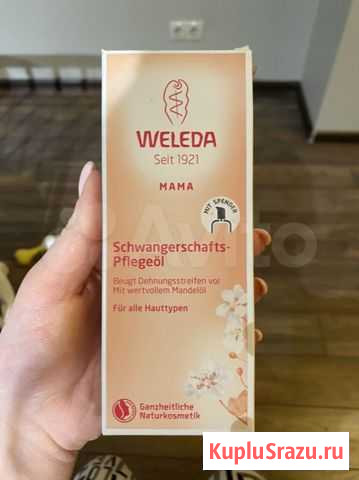 WELEDA
Seit 1921
MAMA
MIT SPENDER
Schwangerschafts-
Pflegeöl
Beugt Dehnungsstreifen vor
Mit wertvollem Mandelöl
Für alle Hauttypen
Ganzheitliche
Naturkosmetik
Avito
KupluSrazu.ru